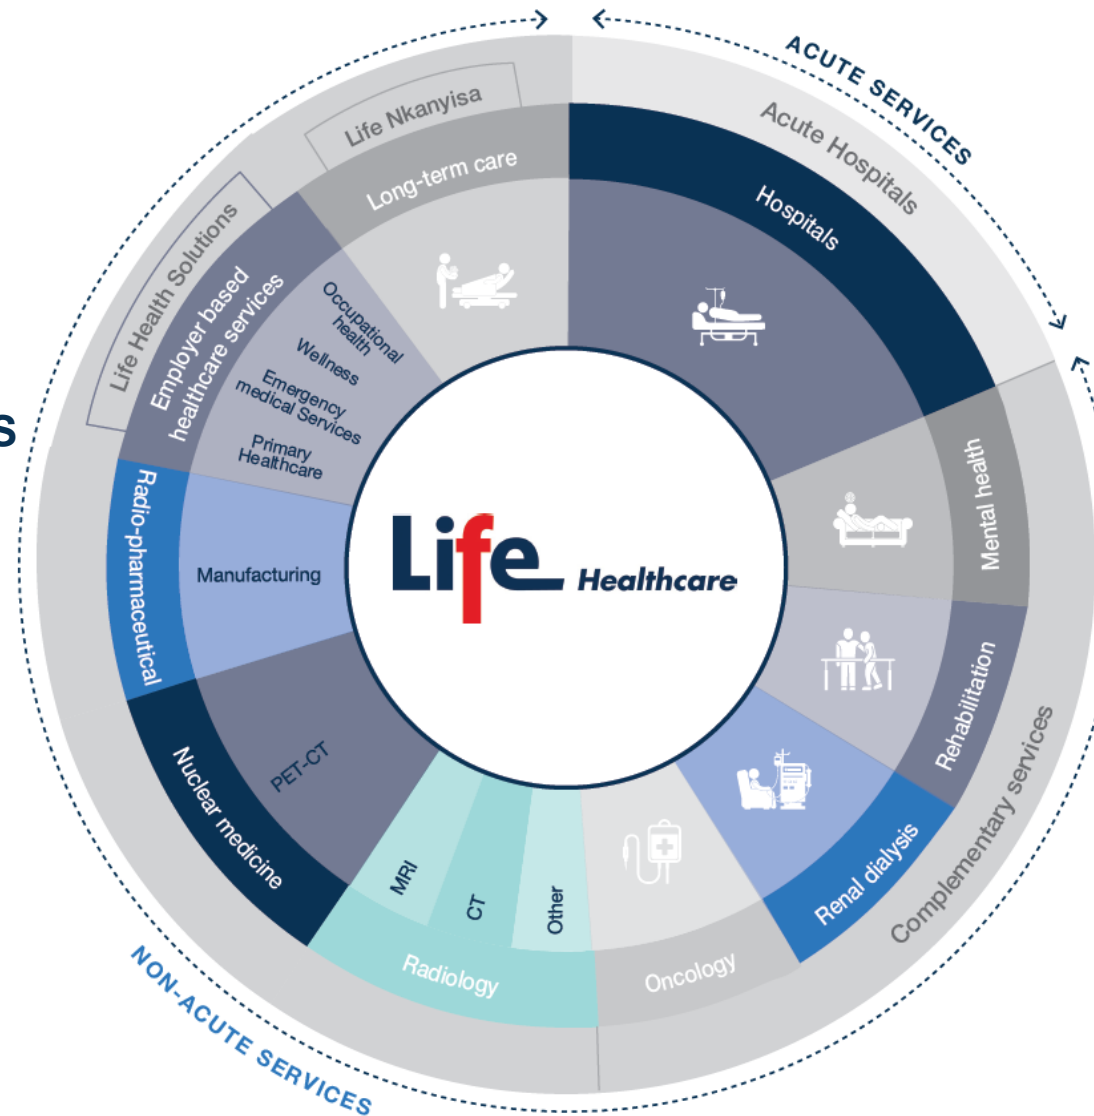 ACUTE SERVICES
Acute Hospitals
Hospitals
Mental health
Rehabilitation
Renal dialysis
Complementary services
Oncology
Radiology
Other
CT
MRI
Nuclear medicine
PET-CT
NON-ACUTE SERVICES
Radio-pharmaceutical
Manufacturing
Life Health Solutions
Employer based
healthcare services
Occupational
health
Wellness
Emergency
medical Services
Primary
Healthcare
Life Nkanyisa
Long-term care
Life Healthcare
s